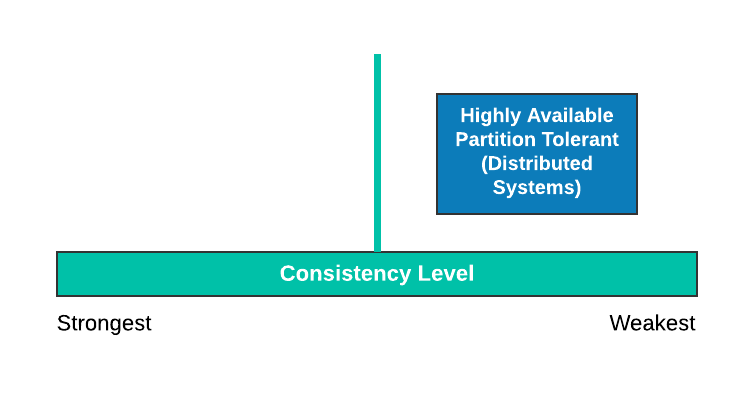 Highly Available
Partition Tolerant
(Distributed
Systems)
Consistency Level
Strongest
Weakest